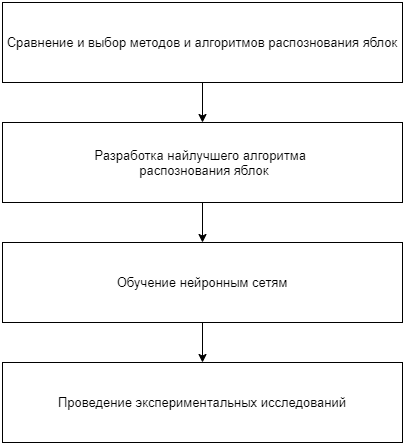 Сравнение и выбор методов и алгоритмов распознования яблок
Разработка найлучшего алгоритма
распознования яблок
Обучение нейронным сетям
Проведение экспериментальных исследований